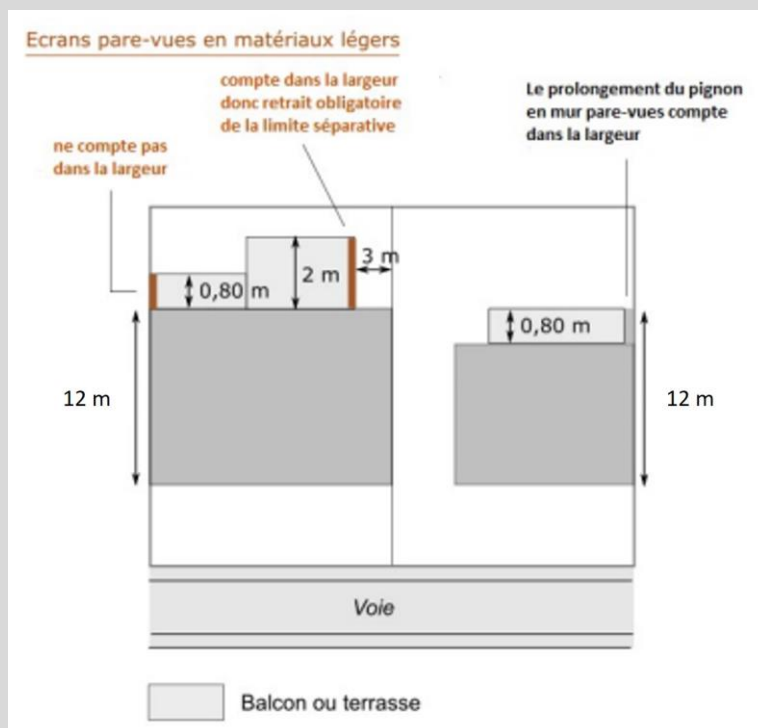 Ecrans pare-vues en matériaux légers
compte dans la largeur
donc retrait obligatoire
de la limite séparative
Le prolongement du pignon
en mur pare-vues compte
dans la largeur
ne compte pas
dans la largeur
3 m
2 m
0,80 m
0,80 m
12 m
12 m
Voie
Balcon ou terrasse